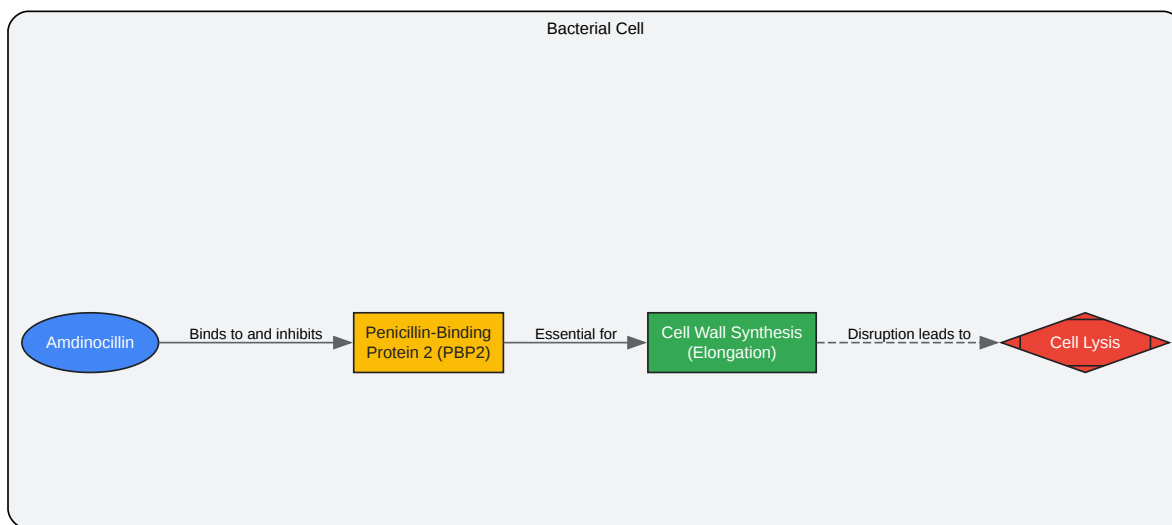 Bacterial Cell
Amdinocillin
Binds to and inhibits
Penicillin-Binding
Protein 2 (PBP2)
Essential for
Cell Wall Synthesis
(Elongation)
Disruption leads to
Cell Lysis